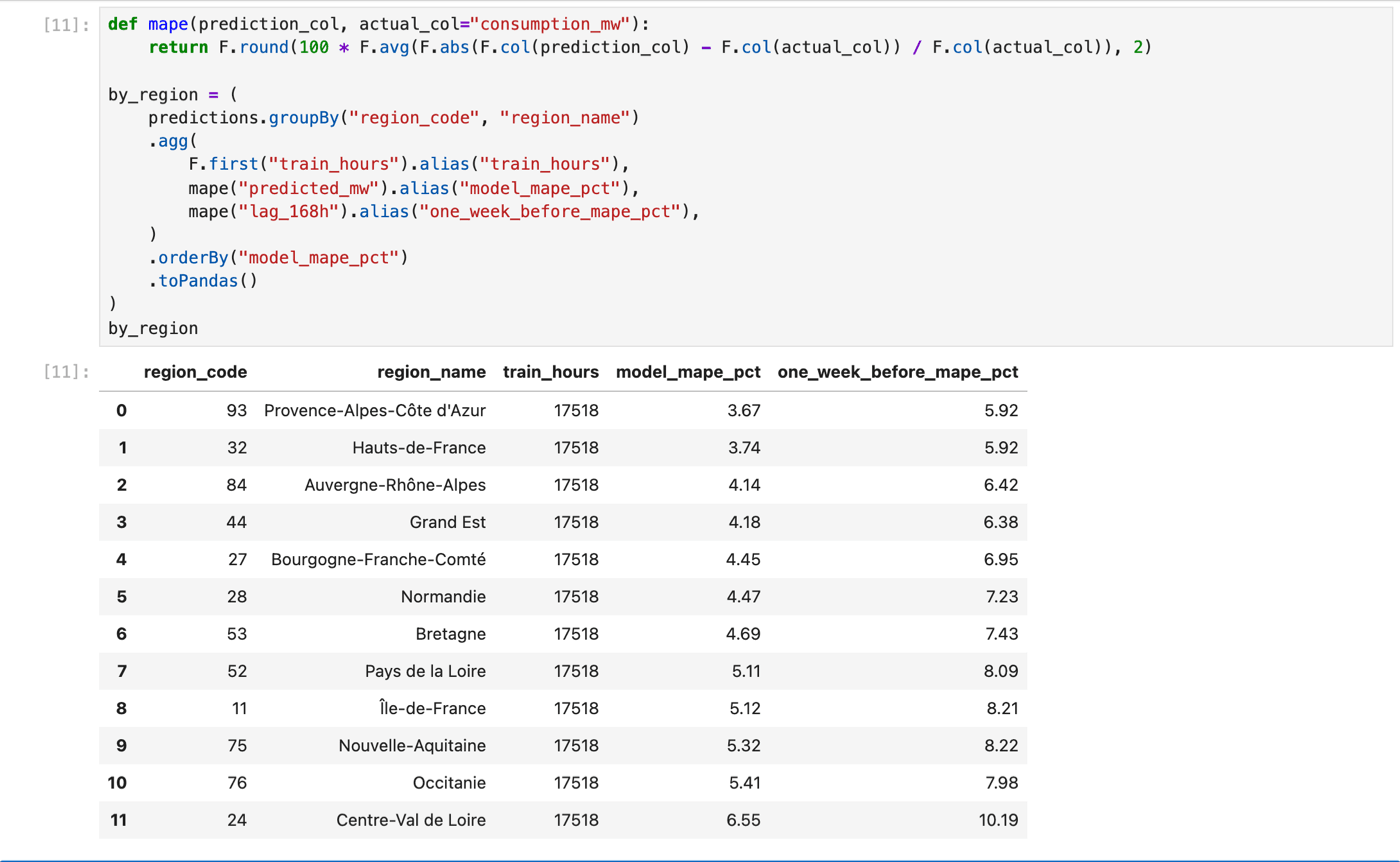 [11]: def mape(prediction_col, actual_col="consumption_mw"):
    return F.round(100 * F.avg(F.abs(F.col(prediction_col) - F.col(actual_col)) / F.col(actual_col)), 2)

by_region = (
    predictions.groupBy("region_code", "region_name")
    .agg(
        F.first("train_hours").alias("train_hours"),
        mape("predicted_mw").alias("model_mape_pct"),
        mape("lag_168h").alias("one_week_before_mape_pct"),
    )
    .orderBy("model_mape_pct")
    .toPandas()
)
by_region
[11]: region_code region_name train_hours model_mape_pct one_week_before_mape_pct
0 93 Provence-Alpes-Côte d'Azur 17518 3.67 5.92
1 32 Hauts-de-France 17518 3.74 5.92
2 84 Auvergne-Rhône-Alpes 17518 4.14 6.42
3 44 Grand Est 17518 4.18 6.38
4 27 Bourgogne-Franche-Comté 17518 4.45 6.95
5 28 Normandie 17518 4.47 7.23
6 53 Bretagne 17518 4.69 7.43
7 52 Pays de la Loire 17518 5.11 8.09
8 11 Île-de-France 17518 5.12 8.21
9 75 Nouvelle-Aquitaine 17518 5.32 8.22
10 76 Occitanie 17518 5.41 7.98
11 24 Centre-Val de Loire 17518 6.55 10.19